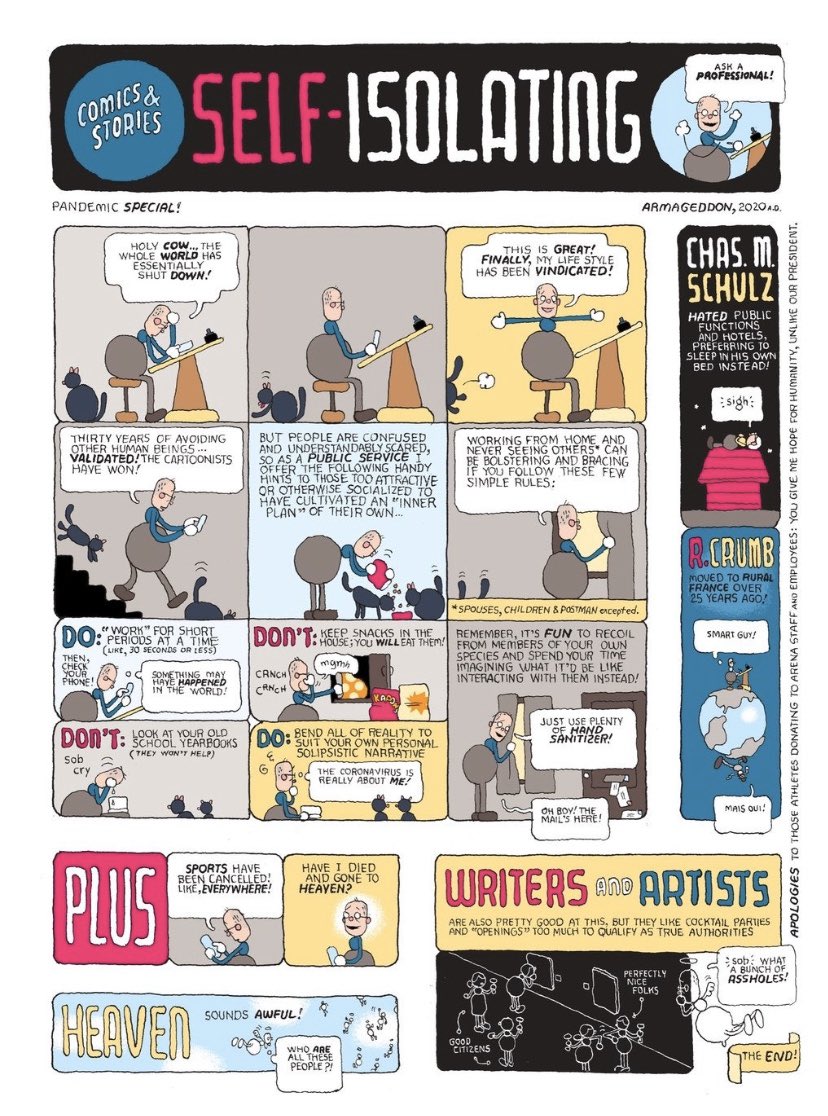 COMICS &
STORIES
SELF-ISOLATING
ASK A
PROFESSIONAL!
PANDEMIC SPECIAL!
ARMAGEDDON, 2020 A.D.
HOLY COW... THE
WHOLE WORLD HAS
ESSENTIALLY
SHUT DOWN!
THIS IS GREAT!
FINALLY, MY LIFE STYLE
HAS BEEN VINDICATED!
THIRTY YEARS OF AVOIDING
OTHER HUMAN BEINGS...
VALIDATED! THE CARTOONISTS
HAVE WON!
BUT PEOPLE ARE CONFUSED
AND UNDERSTANDABLY SCARED,
SO AS A PUBLIC SERVICE I
OFFER THE FOLLOWING HANDY
HINTS TO THOSE TOO ATTRACTIVE
OR OTHERWISE SOCIALIZED TO
HAVE CULTIVATED AN "INNER
PLAN" OF THEIR OWN...
WORKING FROM HOME AND
NEVER SEEING OTHERS* CAN
BE BOLSTERING AND BRACING
IF YOU FOLLOW THESE FEW
SIMPLE RULES:
*SPOUSES, CHILDREN & POSTMAN excepted.
DO: "WORK" FOR SHORT
PERIODS AT A TIME
(LIKE, 30 SECONDS OR LESS)
THEN,
CHECK
YOUR
PHONE!
SOMETHING MAY
HAVE HAPPENED
IN THE WORLD!
DON'T: KEEP SNACKS IN THE
HOUSE; YOU WILL EAT THEM!
mgmh
CRNCH
CRNCH
KAPOW
REMEMBER, IT'S FUN TO RECOIL
FROM MEMBERS OF YOUR OWN
SPECIES AND SPEND YOUR TIME
IMAGINING WHAT IT'D BE LIKE
INTERACTING WITH THEM INSTEAD!
JUST USE PLENTY
OF HAND
SANITIZER!
OH BOY! THE
MAIL'S HERE!
DON'T: LOOK AT YOUR OLD
SCHOOL YEARBOOKS
(THEY WON'T HELP)
sob
cry
DO: BEND ALL OF REALITY TO
SUIT YOUR OWN PERSONAL
SOLIPSISTIC NARRATIVE
THE CORONAVIRUS IS
REALLY ABOUT ME!
CHAS. M.
SCHULZ
HATED PUBLIC
FUNCTIONS
AND HOTELS,
PREFERRING TO
SLEEP IN HIS OWN
BED INSTEAD!
sigh
R. CRUMB
MOVED TO RURAL
FRANCE OVER
25 YEARS AGO!
SMART GUY!
MAIS OUI!
APOLOGIES TO THOSE ATHLETES DONATING TO ARENA STAFF AND EMPLOYEES: YOU GIVE ME HOPE FOR HUMANITY, UNLIKE OUR PRESIDENT.
PLUS
SPORTS HAVE
BEEN CANCELLED!
LIKE, EVERYWHERE!
HAVE I DIED
AND GONE TO
HEAVEN?
HEAVEN SOUNDS AWFUL!
WHO ARE
ALL THESE
PEOPLE?!
WRITERS AND ARTISTS
ARE ALSO PRETTY GOOD AT THIS, BUT THEY LIKE COCKTAIL PARTIES
AND "OPENINGS" TOO MUCH TO QUALIFY AS TRUE AUTHORITIES
GOOD
CITIZENS
PERFECTLY
NICE
FOLKS
sob WHAT
A BUNCH OF
ASSHOLES!
THE END!